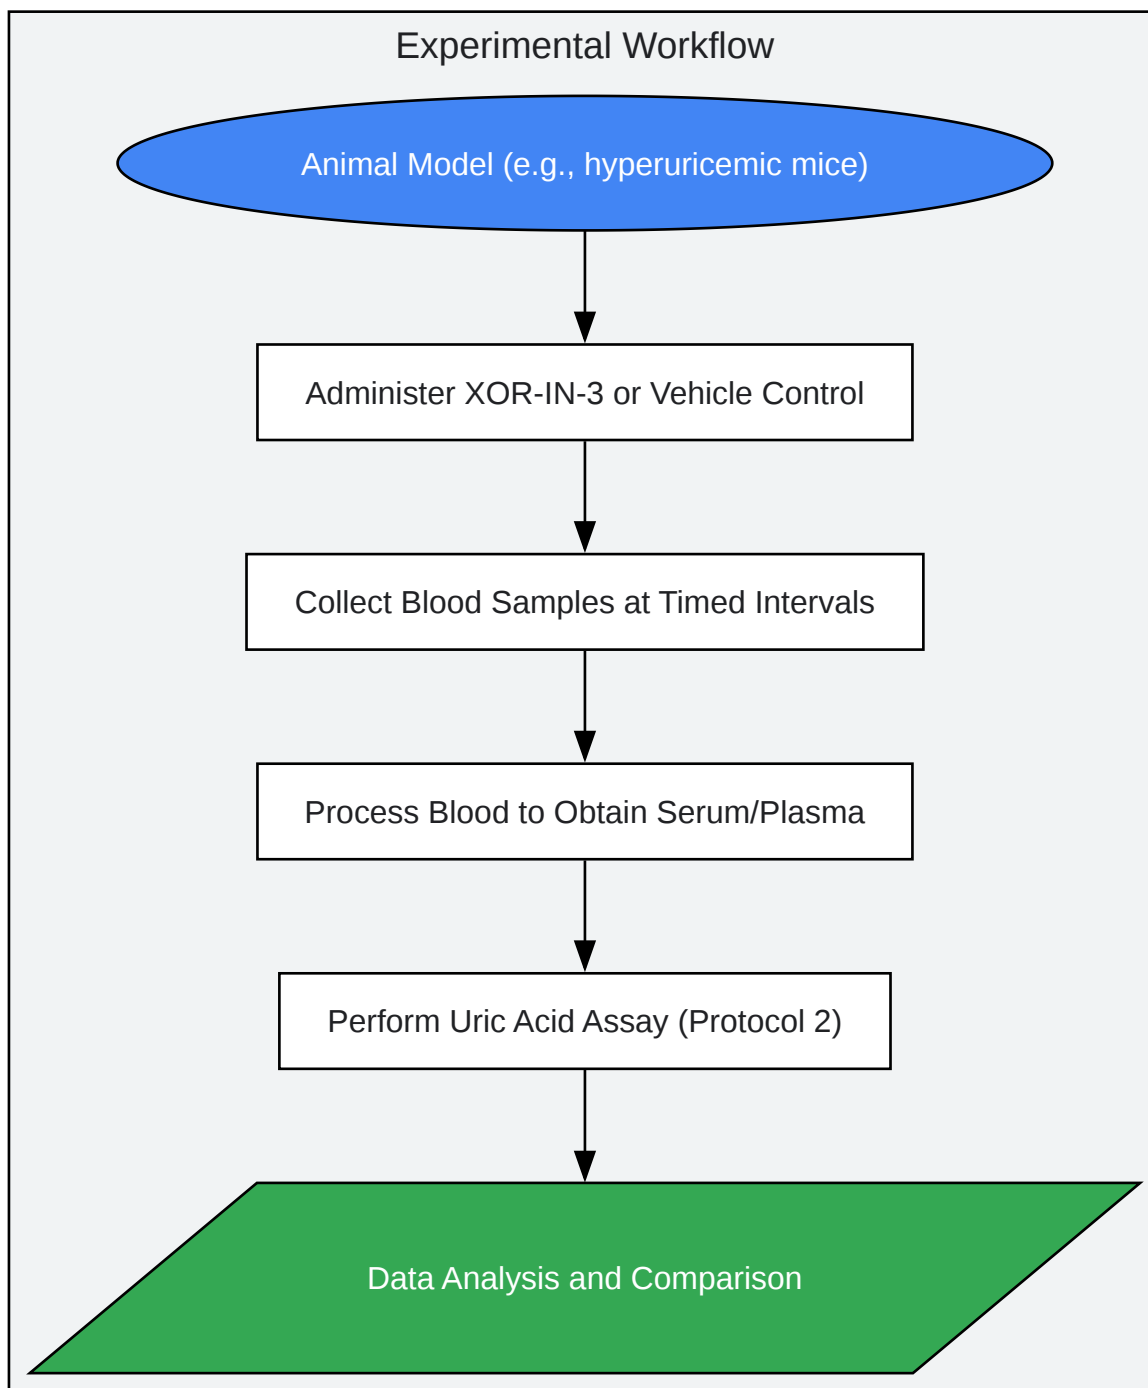 Experimental Workflow
Animal Model (e.g., hyperuricemic mice)
Administer XOR-IN-3 or Vehicle Control
Collect Blood Samples at Timed Intervals
Process Blood to Obtain Serum/Plasma
Perform Uric Acid Assay (Protocol 2)
Data Analysis and Comparison